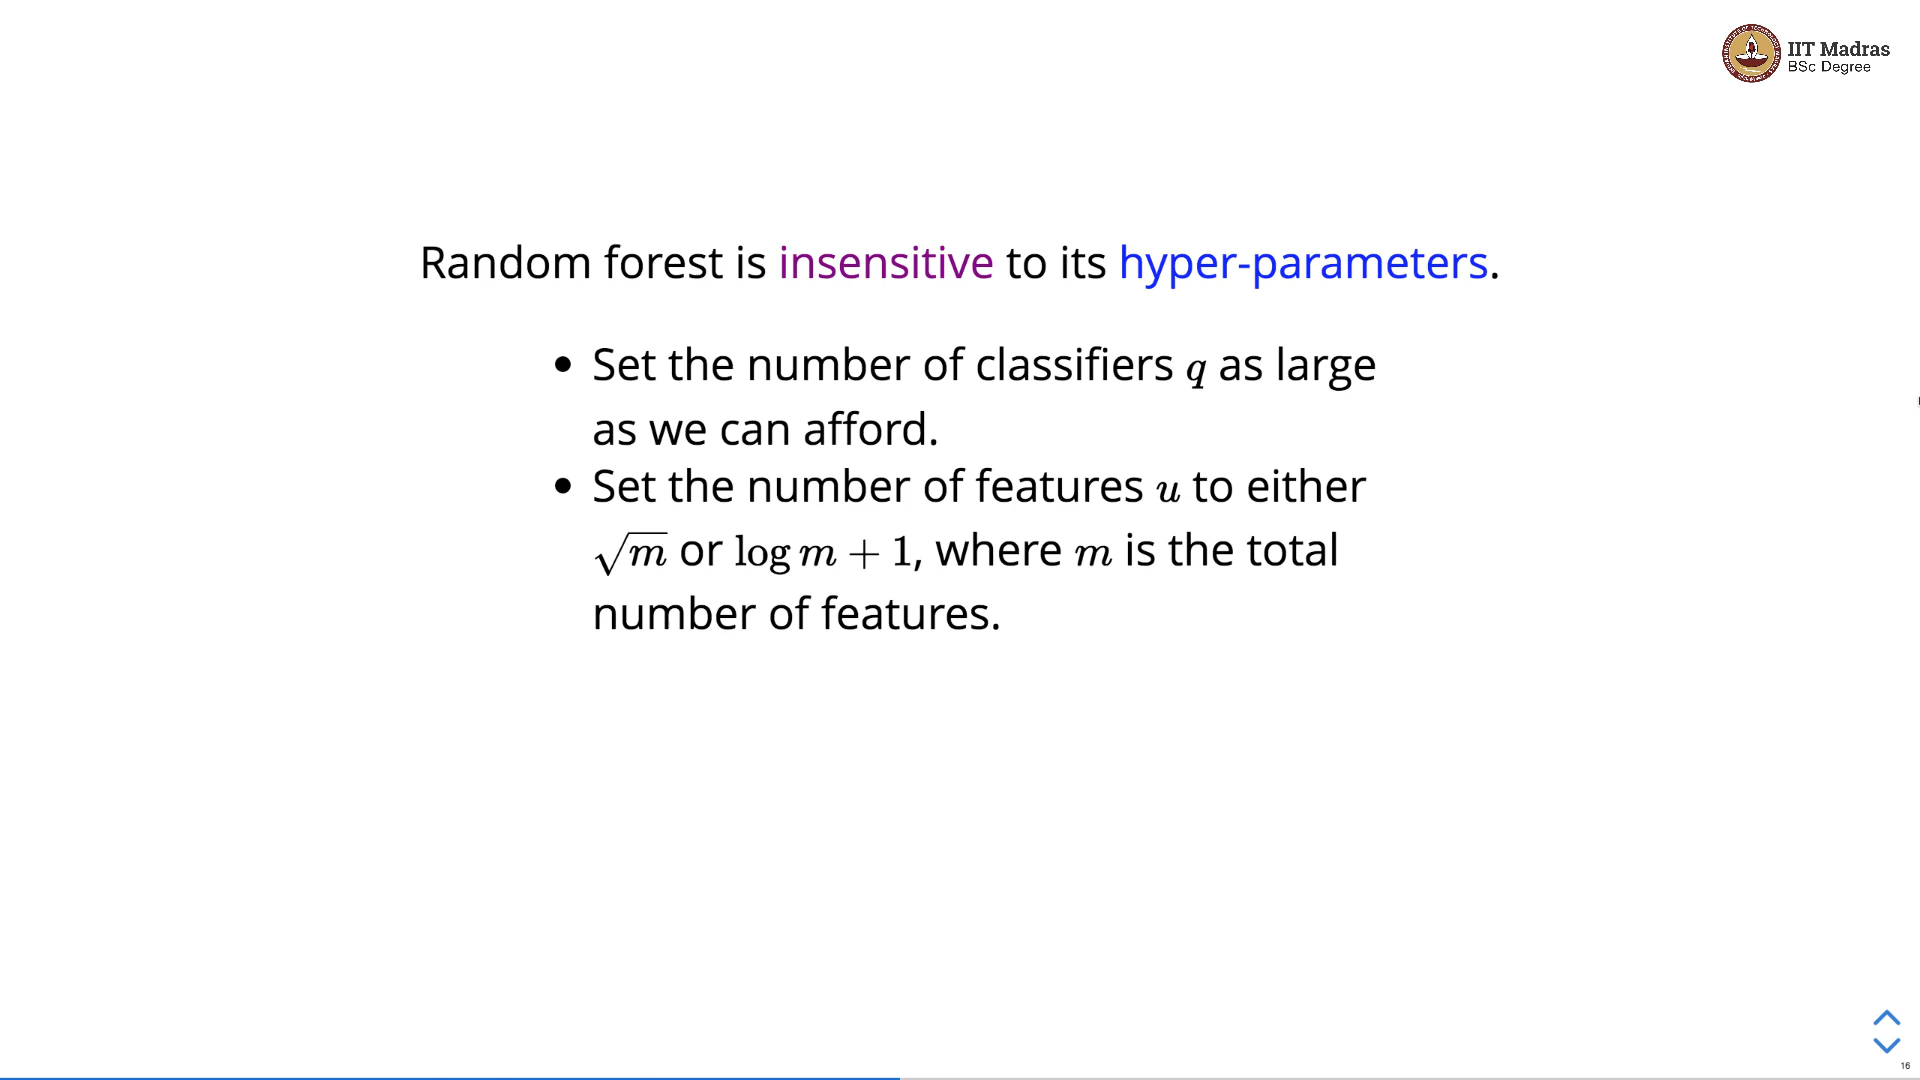 IIT Madras
BSc Degree
Random forest is insensitive to its hyper-parameters.
• Set the number of classifiers q as large
as we can afford.
• Set the number of features u to either
√m or log m + 1, where m is the total
number of features.
16